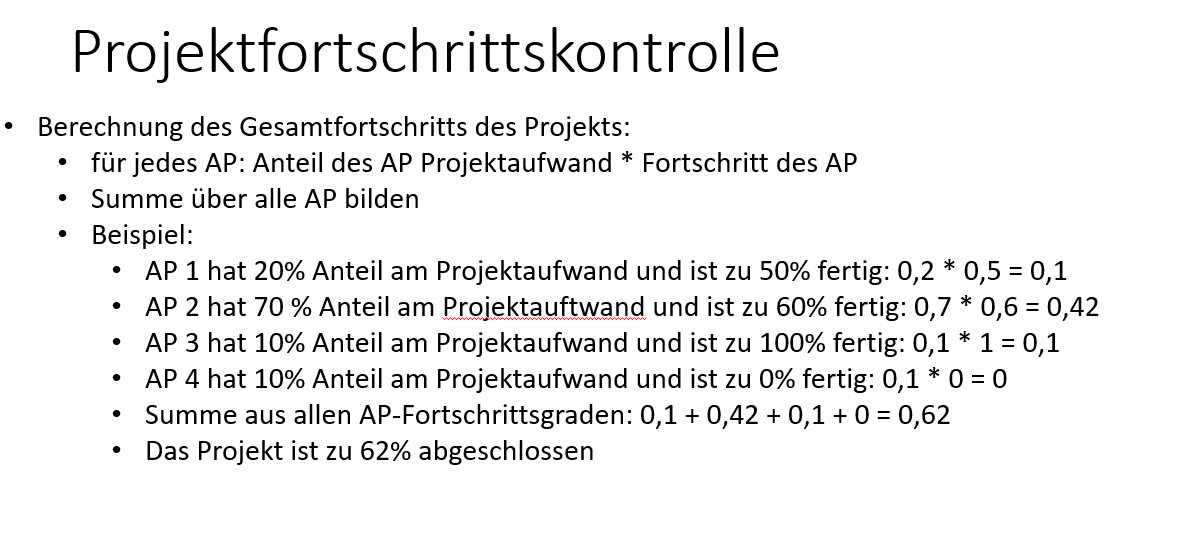 Projektfortschrittskontrolle
• Berechnung des Gesamtfortschritts des Projekts:
• für jedes AP: Anteil des AP Projektaufwand * Fortschritt des AP
• Summe über alle AP bilden
• Beispiel:
• AP 1 hat 20% Anteil am Projektaufwand und ist zu 50% fertig: 0,2 * 0,5 = 0,1
• AP 2 hat 70 % Anteil am Projektauftwand und ist zu 60% fertig: 0,7 * 0,6 = 0,42
• AP 3 hat 10% Anteil am Projektaufwand und ist zu 100% fertig: 0,1 * 1 = 0,1
• AP 4 hat 10% Anteil am Projektaufwand und ist zu 0% fertig: 0,1 * 0 = 0
• Summe aus allen AP-Fortschrittsgraden: 0,1 + 0,42 + 0,1 + 0 = 0,62
• Das Projekt ist zu 62% abgeschlossen